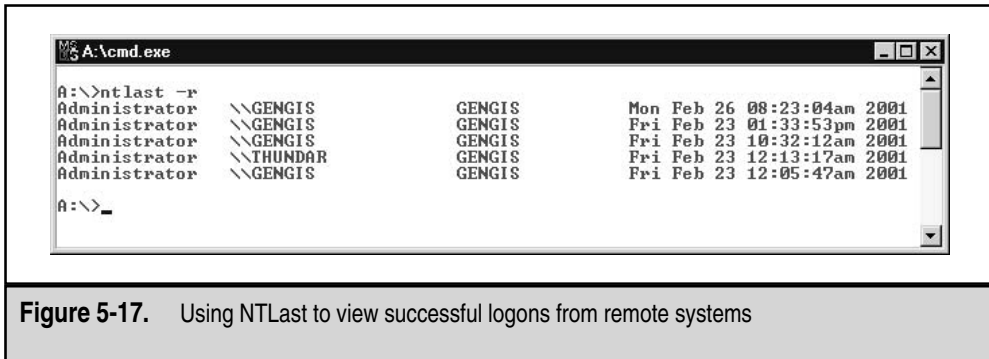 A:\cmd.exe
A:\>ntlast -r
Administrator \\GENGIS GENGIS Mon Feb 26 08:23:04am 2001
Administrator \\GENGIS GENGIS Fri Feb 23 01:33:53pm 2001
Administrator \\GENGIS GENGIS Fri Feb 23 10:32:12am 2001
Administrator \\THUNDAR GENGIS Fri Feb 23 12:13:17am 2001
Administrator \\GENGIS GENGIS Fri Feb 23 12:05:47am 2001
A:\>_
Figure 5-17. Using NTLast to view successful logons from remote systems